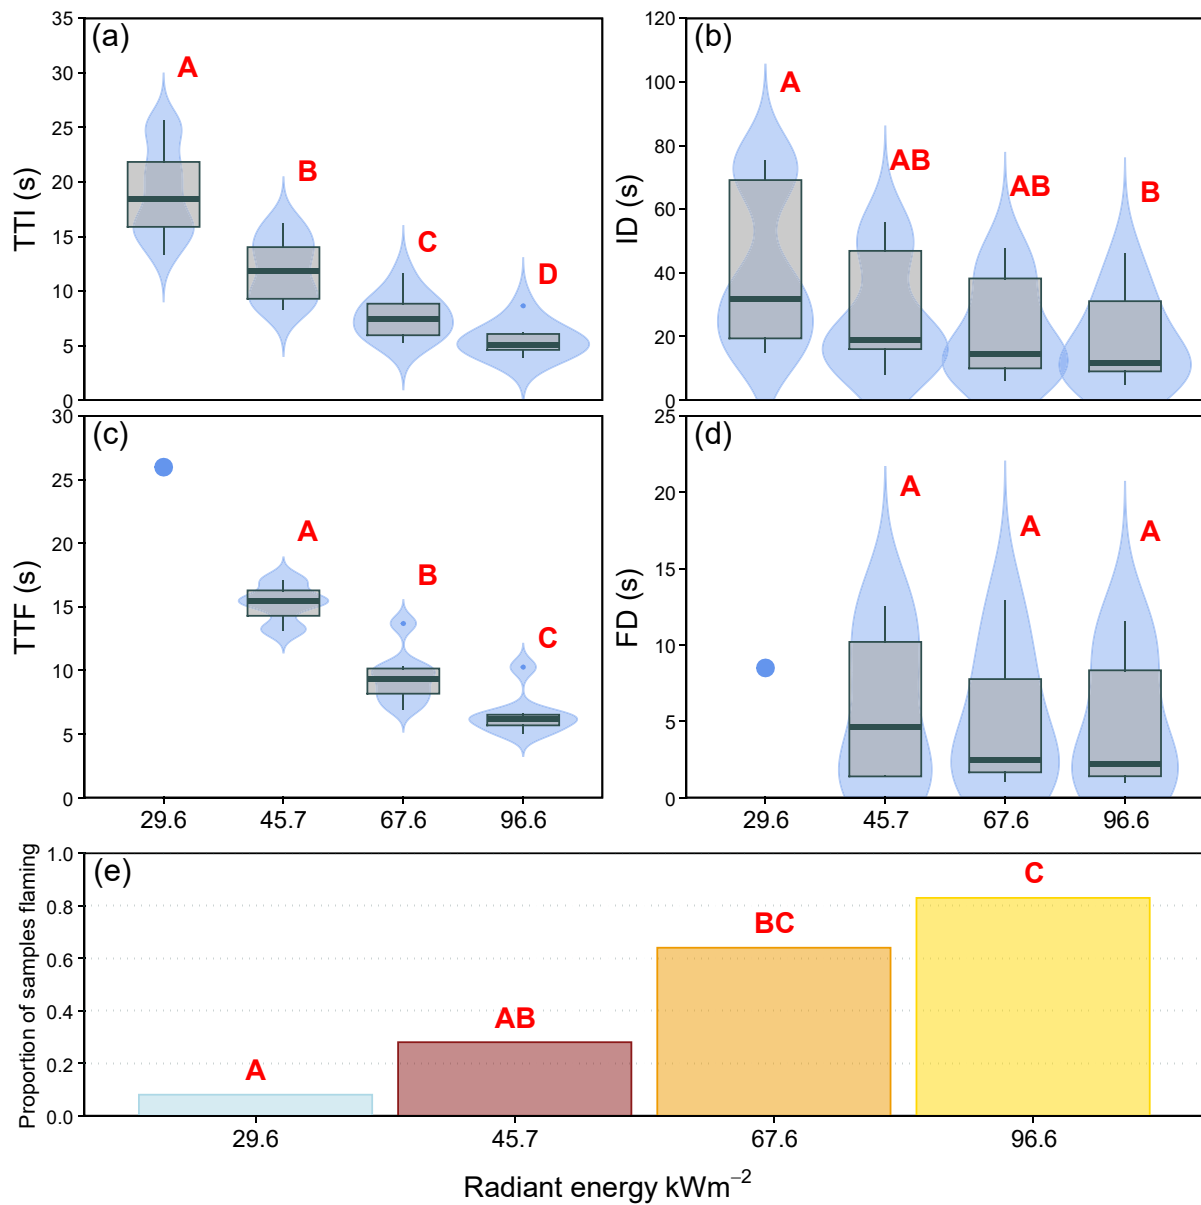 (a)
TTI (s)
35
30
25
20
15
10
5
0
A
B
C
D
(b)
ID (s)
120
100
80
60
40
20
0
A
AB
AB
B
(c)
TTF (s)
30
25
20
15
10
5
0
A
B
C
29.6 45.7 67.6 96.6
(d)
FD (s)
25
20
15
10
5
0
A
A
A
29.6 45.7 67.6 96.6
(e)
Proportion of samples flaming
1.0
0.8
0.6
0.4
0.2
0.0
A
AB
BC
C
29.6 45.7 67.6 96.6
Radiant energy kWm⁻²